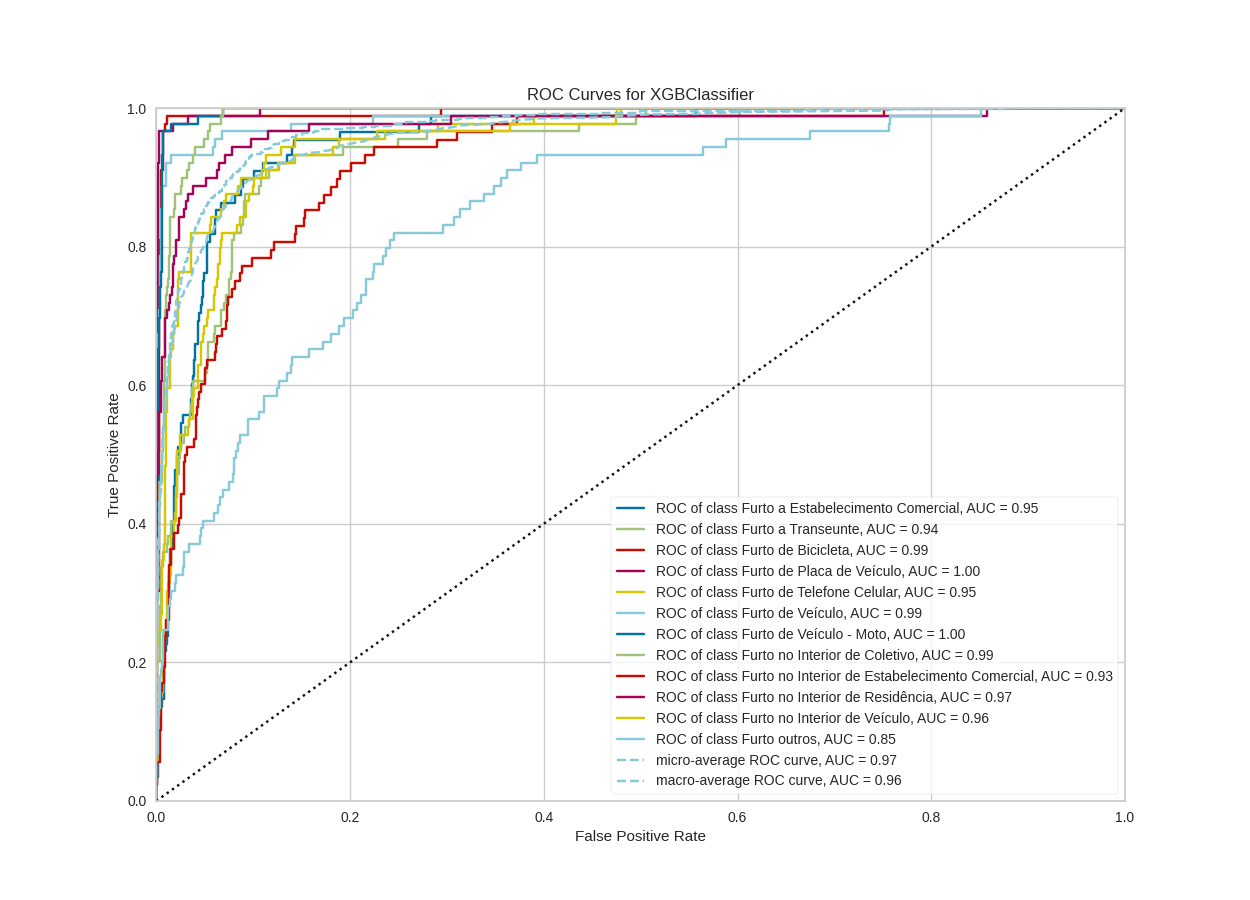 ROC Curves for XGBClassifier
1.0
0.8
0.6
0.4
0.2
0.0
True Positive Rate
ROC of class Furto a Estabelecimento Comercial, AUC = 0.95
ROC of class Furto a Transeunte, AUC = 0.94
ROC of class Furto de Bicicleta, AUC = 0.99
ROC of class Furto de Placa de Veículo, AUC = 1.00
ROC of class Furto de Telefone Celular, AUC = 0.95
ROC of class Furto de Veículo, AUC = 0.99
ROC of class Furto de Veículo - Moto, AUC = 1.00
ROC of class Furto no Interior de Coletivo, AUC = 0.99
ROC of class Furto no Interior de Estabelecimento Comercial, AUC = 0.93
ROC of class Furto no Interior de Residência, AUC = 0.97
ROC of class Furto no Interior de Veículo, AUC = 0.96
ROC of class Furto outros, AUC = 0.85
micro-average ROC curve, AUC = 0.97
macro-average ROC curve, AUC = 0.96
0.0 0.2 0.4 0.6 0.8 1.0
False Positive Rate